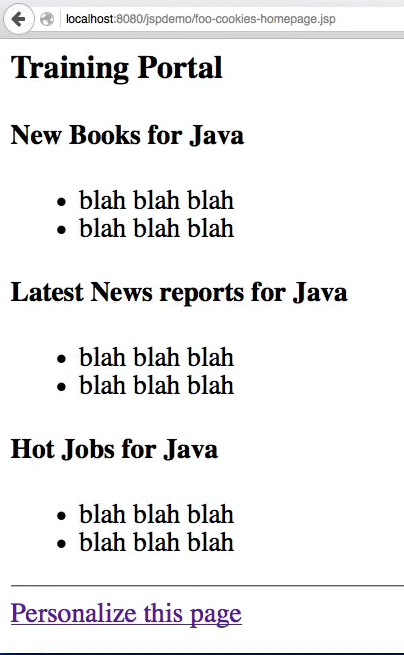 localhost:8080/jspdemo/foo-cookies-homepage.jsp
Training Portal
New Books for Java
• blah blah blah
• blah blah blah
Latest News reports for Java
• blah blah blah
• blah blah blah
Hot Jobs for Java
• blah blah blah
• blah blah blah
Personalize this page